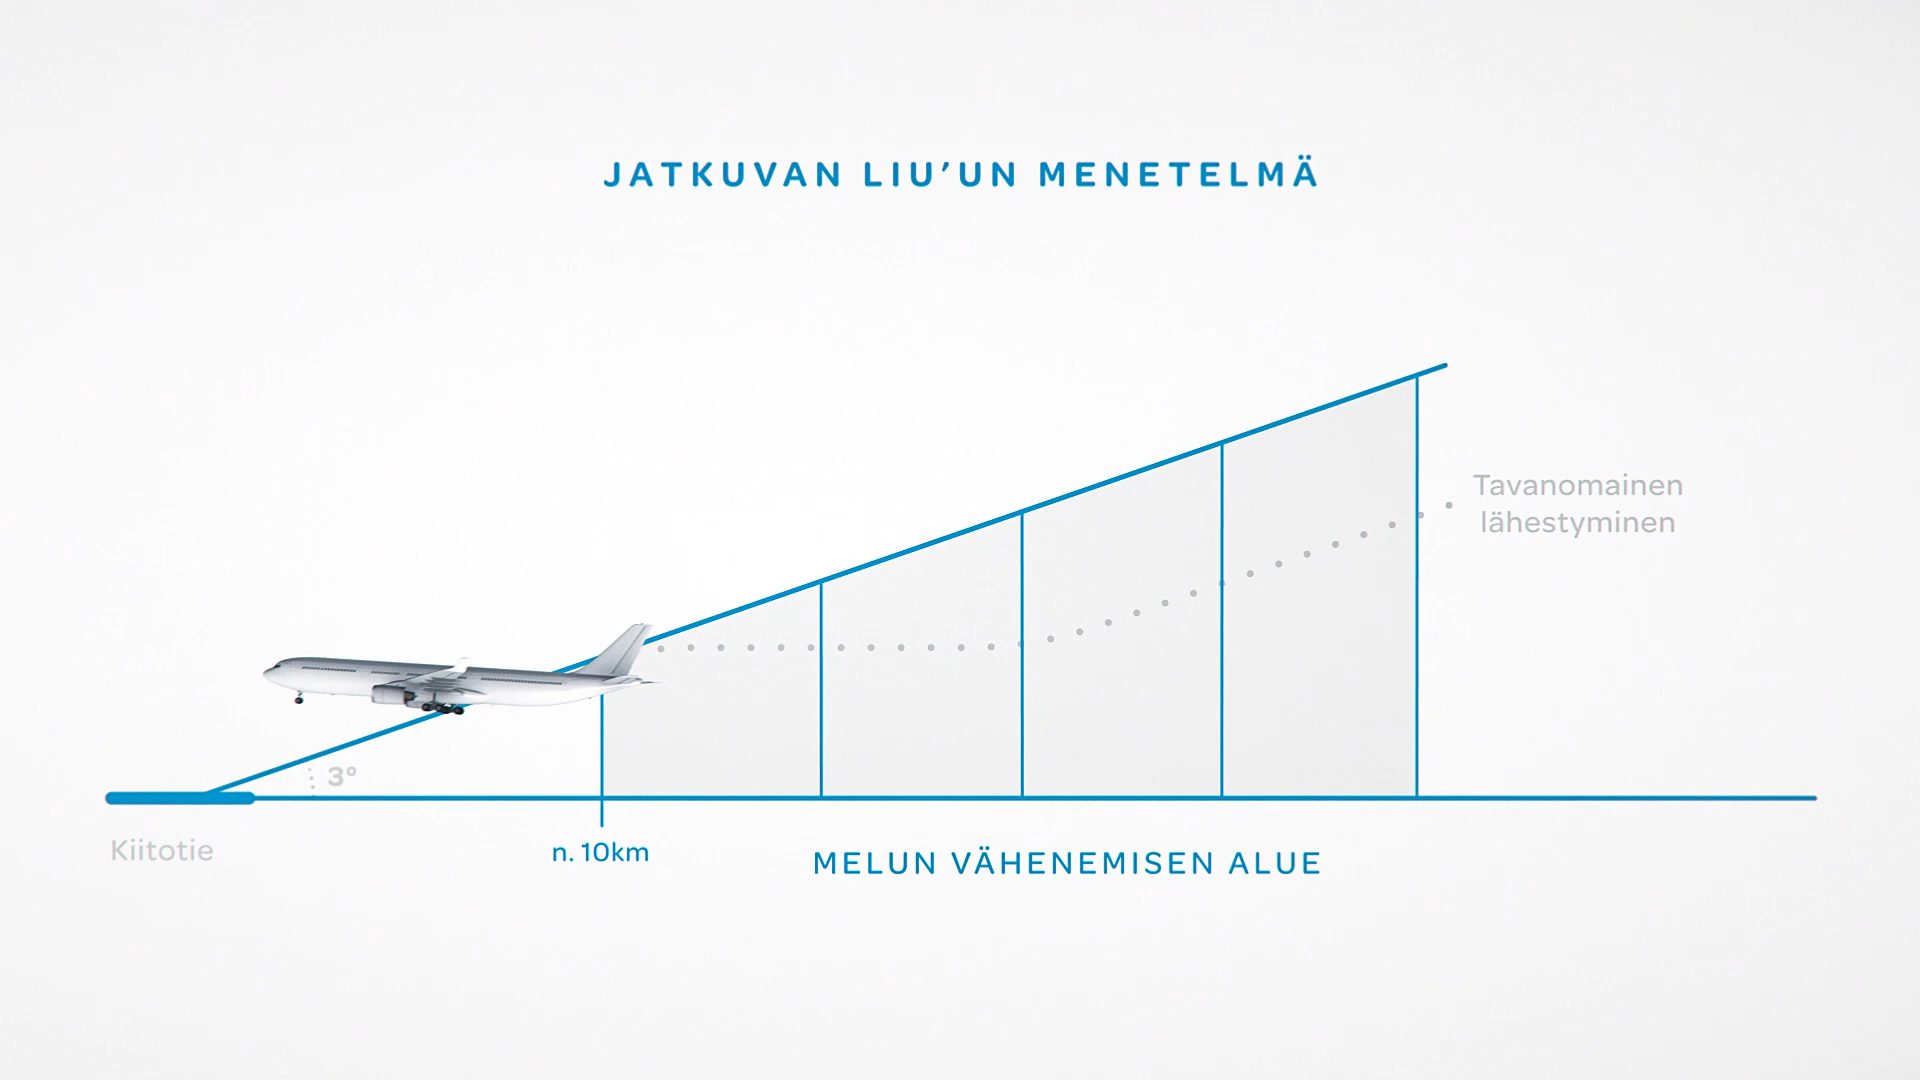 JATKUVAN LIU’UN MENETELMÄ
Tavanomainen
lähestyminen
3°
Kiitotie
n. 10km
MELUN VÄHENEMISEN ALUE